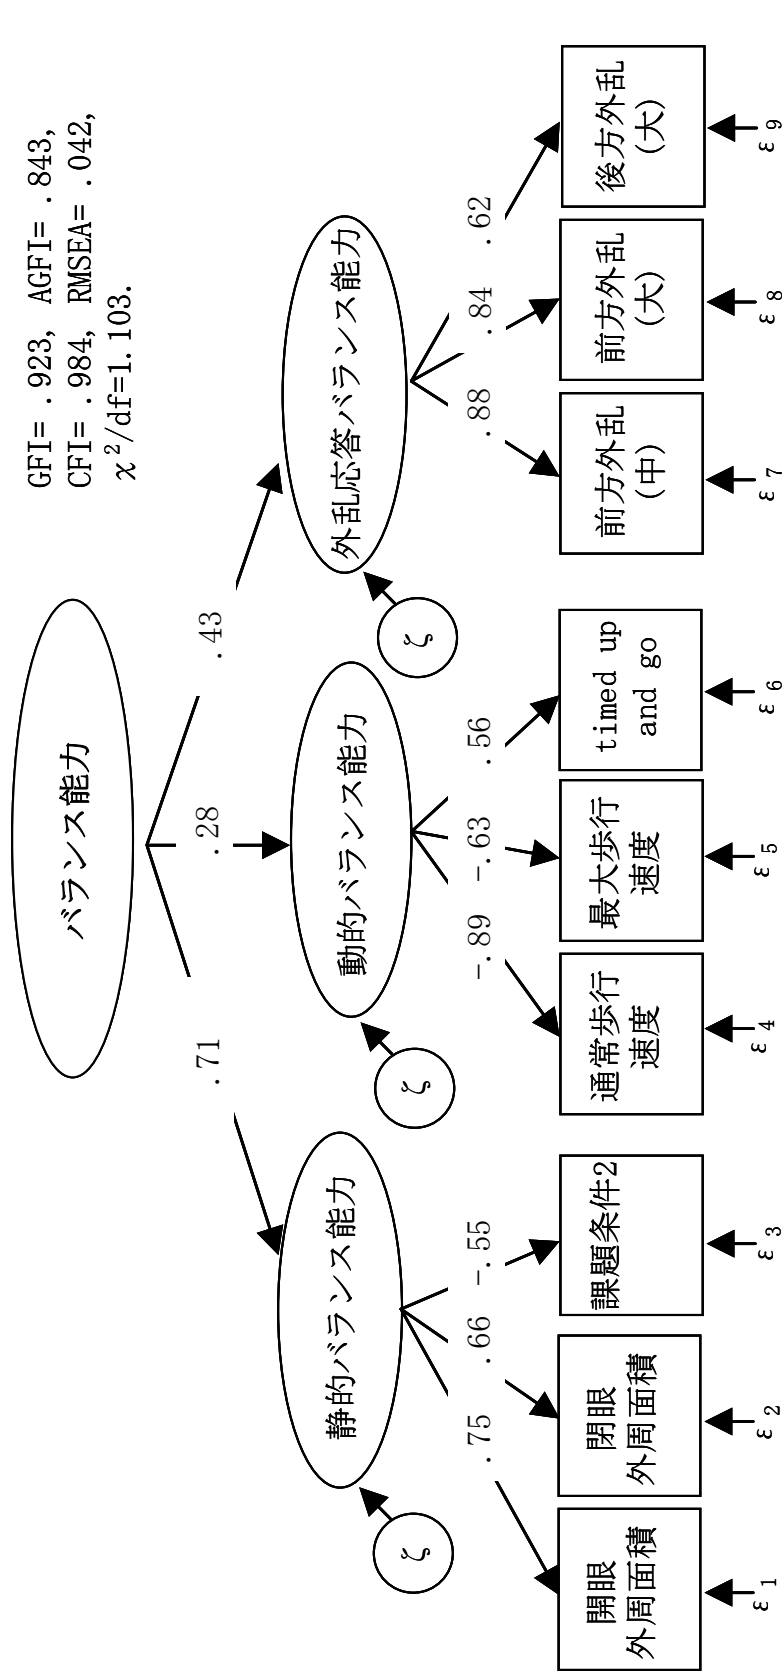 GFI= .923, AGFI= .843,
CFI= .984, RMSEA= .042,
χ²/df=1.103.
バランス能力
.71
.28
.43
静的バランス能力
動的バランス能力
外乱応答バランス能力
ζ
ζ
ζ
.75
.66
-.55
-.89
-.63
.56
.88
.84
.62
開眼
外周面積
閉眼
外周面積
課題条件2
通常歩行
速度
最大歩行
速度
timed up
and go
前方外乱
(中)
前方外乱
(大)
後方外乱
(大)
ε1
ε2
ε3
ε4
ε5
ε6
ε7
ε8
ε9